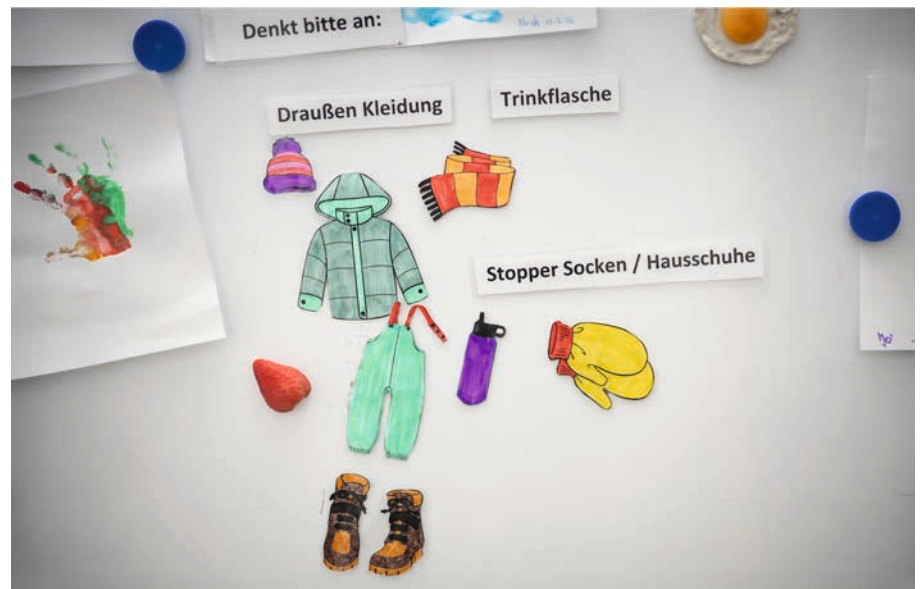 Denkt bitte an:
Draußen Kleidung
Trinkflasche
Stopper Socken / Hausschuhe